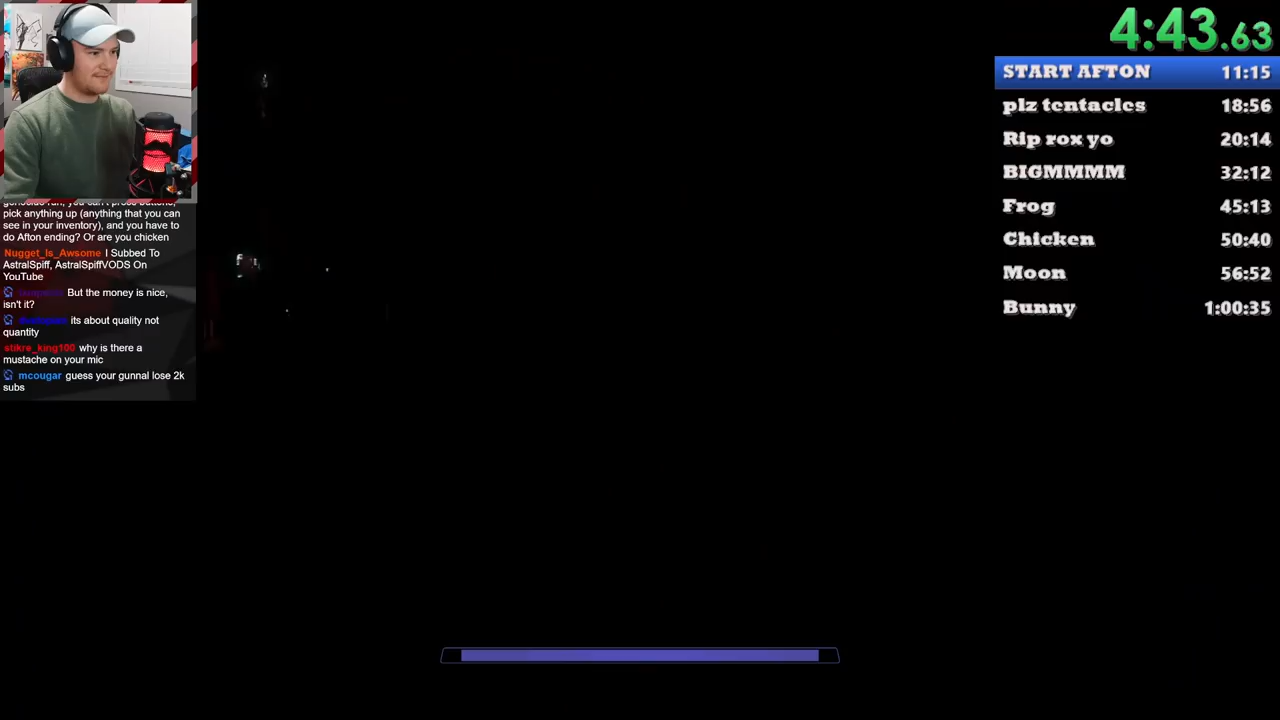 4:43.63
START AFTON 11:15
plz tentacles 18:56
Rip rox yo 20:14
BIGMMMM 32:12
Frog 45:13
Chicken 50:40
Moon 56:52
Bunny 1:00:35
pick anything up (anything that you can
see in your inventory), and you have to
do Afton ending? Or are you chicken
Nugget_Is_Awsome I Subbed To
AstralSpiff, AstralSpiffVODS On
YouTube
But the money is nice,
isn't it?
its about quality not
quantity
stikre_king100 why is there a
mustache on your mic
mcougar guess your gunnal lose 2k
subs